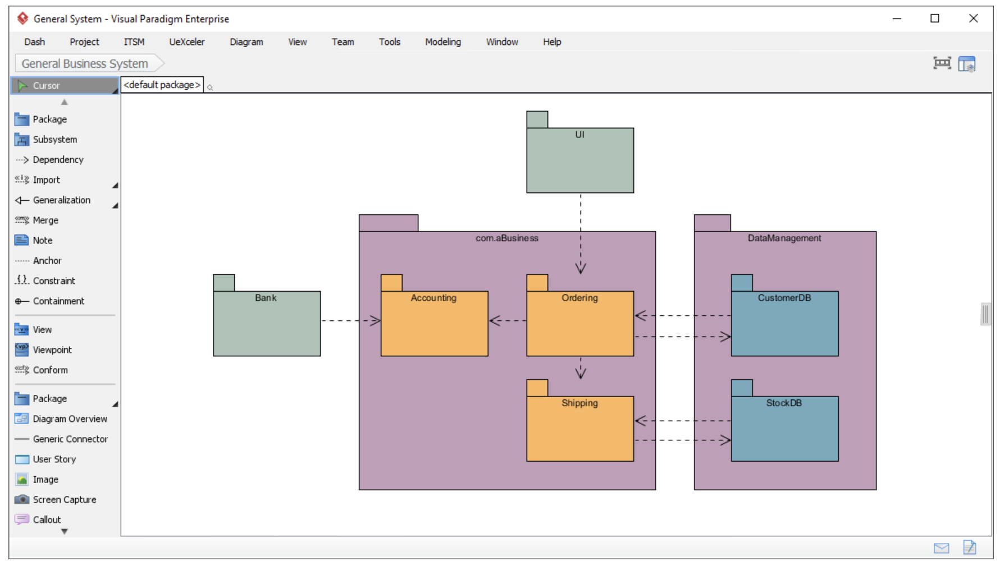 General System - Visual Paradigm Enterprise
Dash Project ITSM UeXceler Diagram View Team Tools Modeling Window Help
General Business System
Cursor
<default package>
Package
Subsystem
Dependency
Import
Generalization
Merge
Note
Anchor
Constraint
Containment
View
Viewpoint
Conform
Package
Diagram Overview
Generic Connector
User Story
Image
Screen Capture
Callout
UI
com.aBusiness
DataManagement
Bank
Accounting
Ordering
CustomerDB
Shipping
StockDB